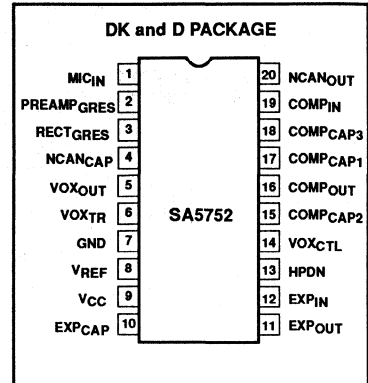 DK and D PACKAGE
MICIN 1 20 NCANOUT
PREAMPGRES 2 19 COMPIN
RECTGRES 3 18 COMPCAP3
NCANCAP 4 17 COMPCAP1
VOXOUT 5 16 COMPOUT
VOXTR 6 SA5752 15 COMPCAP2
GND 7 14 VOXCTL
VREF 8 13 HPDN
VCC 9 12 EXPIN
EXPCAP 10 11 EXPOUT